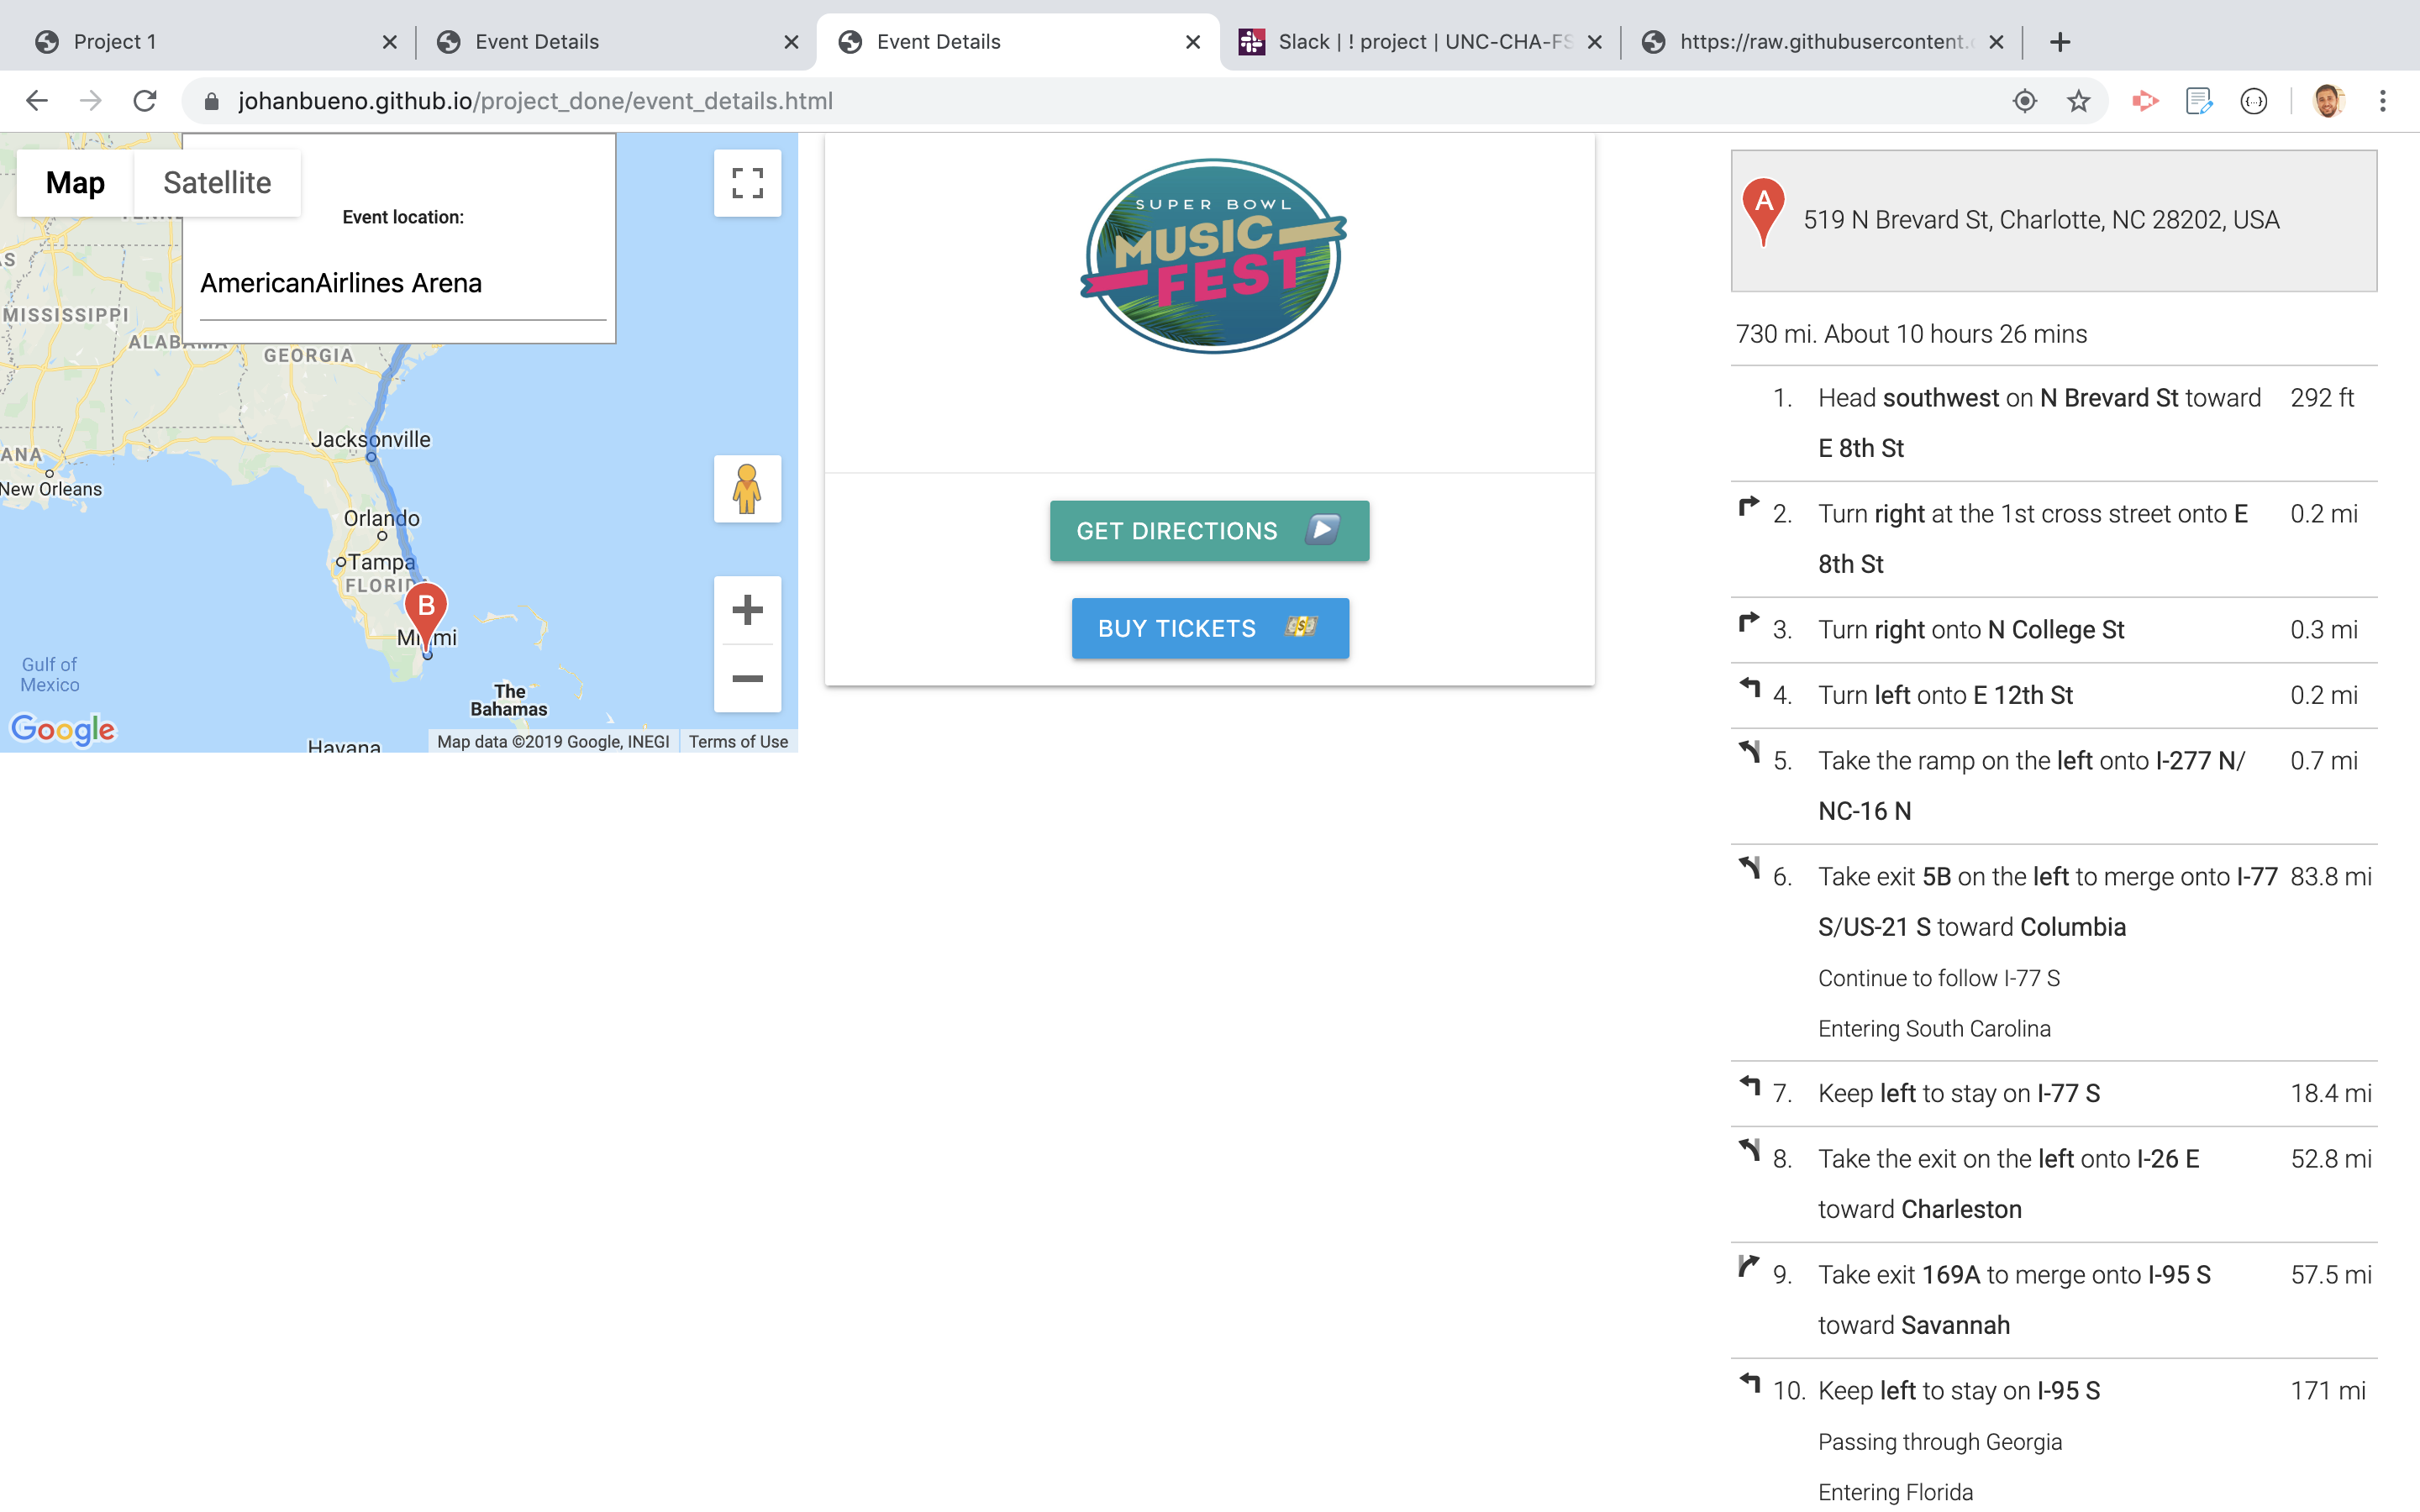 Project 1
Event Details
Event Details
Slack | ! project | UNC-CHA-FS
https://raw.githubusercontent.
johanbueno.github.io/project_done/event_details.html
Map
Satellite
Event location:
AmericanAirlines Arena
MISSISSIPPI
GEORGIA
Jacksonville
ANA
New Orleans
Orlando
Tampa
FLORID
B
Gulf of
Mexico
The
Bahamas
Havana
Google
Map data ©2019 Google, INEGI
Terms of Use
SUPER BOWL
MUSIC
FEST
GET DIRECTIONS
BUY TICKETS
A
519 N Brevard St, Charlotte, NC 28202, USA
730 mi. About 10 hours 26 mins
1. Head southwest on N Brevard St toward 292 ft
E 8th St
2. Turn right at the 1st cross street onto E 0.2 mi
8th St
3. Turn right onto N College St 0.3 mi
4. Turn left onto E 12th St 0.2 mi
5. Take the ramp on the left onto I-277 N/ 0.7 mi
NC-16 N
6. Take exit 5B on the left to merge onto I-77 83.8 mi
S/US-21 S toward Columbia
Continue to follow I-77 S
Entering South Carolina
7. Keep left to stay on I-77 S 18.4 mi
8. Take the exit on the left onto I-26 E 52.8 mi
toward Charleston
9. Take exit 169A to merge onto I-95 S 57.5 mi
toward Savannah
10. Keep left to stay on I-95 S 171 mi
Passing through Georgia
Entering Florida